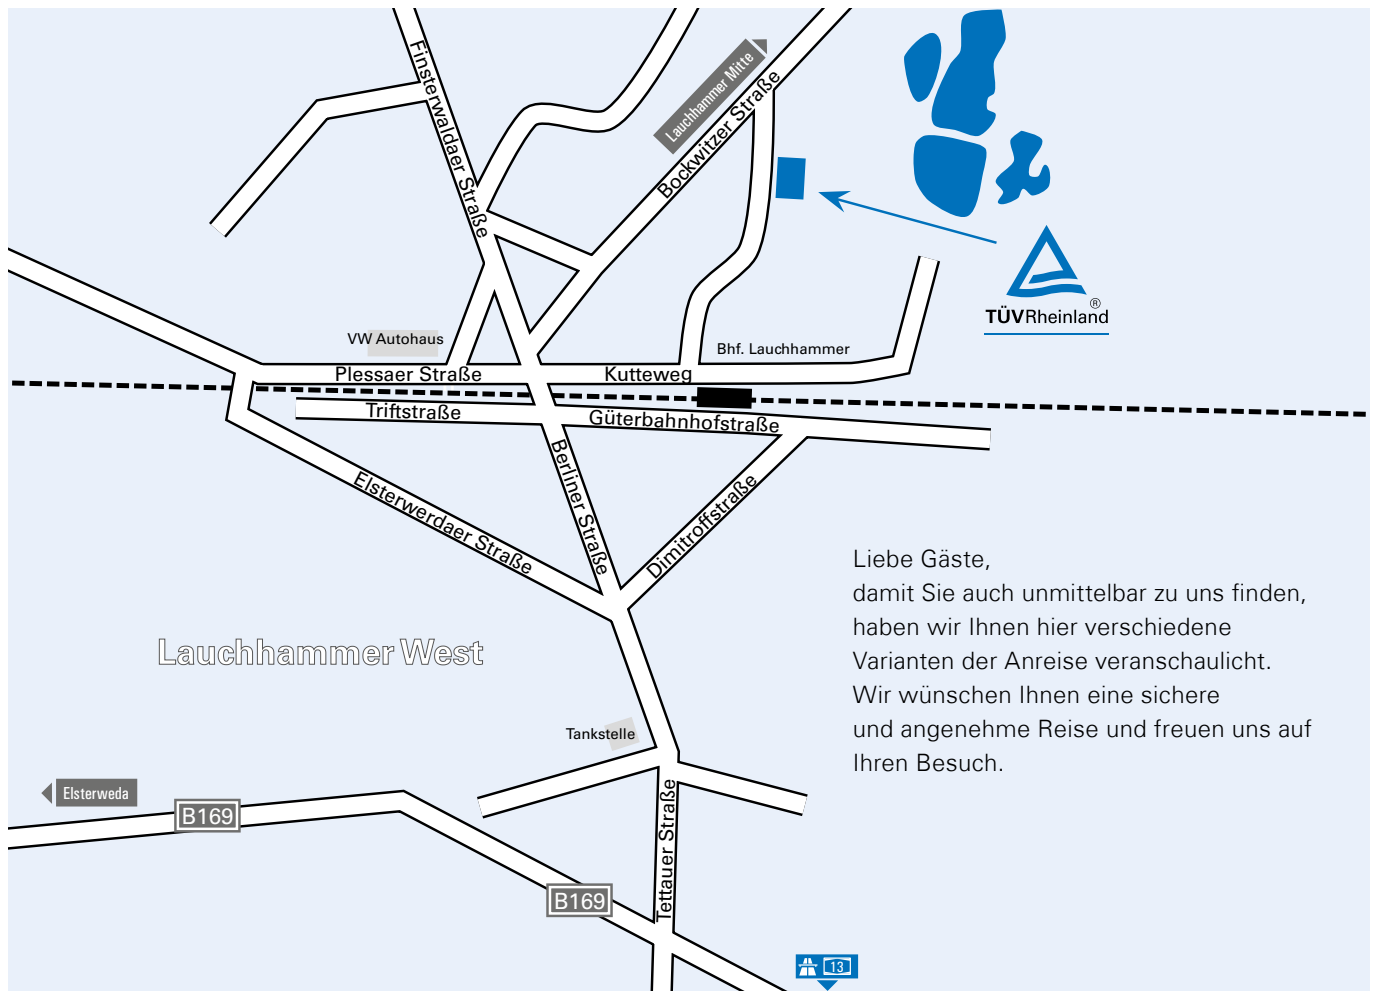 Finsterwaldaer Straße
Lauchhammer Mitte
Bockwitzer Straße
TÜVRheinland
®
VW Autohaus
Bhf. Lauchhammer
Plessaer Straße
Kutteweg
Triftstraße
Güterbahnhofstraße
Berliner Straße
Elsterwerdaer Straße
Dimitroffstraße
Liebe Gäste,
damit Sie auch unmittelbar zu uns finden,
haben wir Ihnen hier verschiedene
Varianten der Anreise veranschaulicht.
Wir wünschen Ihnen eine sichere
und angenehme Reise und freuen uns auf
Ihren Besuch.
Lauchhammer West
Tankstelle
Elsterweda
B169
Tettauer Straße
B169
13